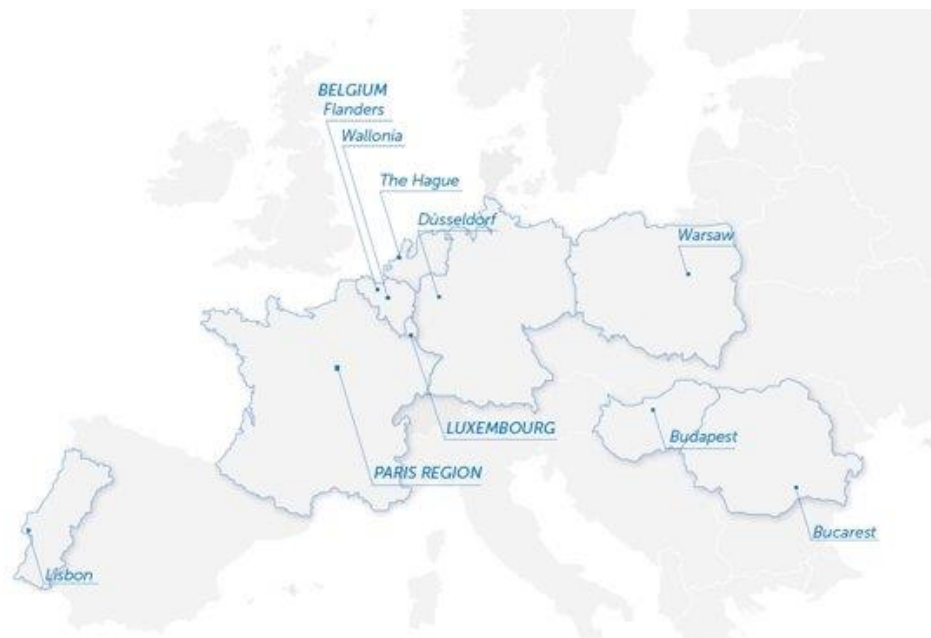 BELGIUM
Flanders
Wallonia
The Hague
Düsseldorf
Warsaw
LUXEMBOURG
Budapest
PARIS REGION
Bucarest
Lisbon